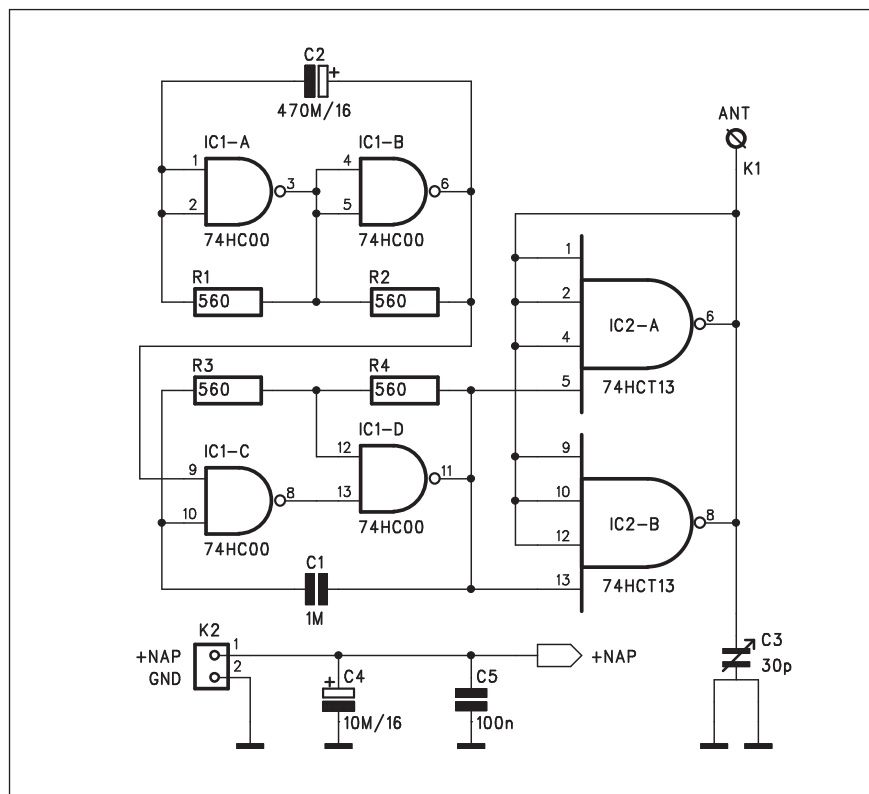 C2
+
470M/16
IC1-A
1
2
3
74HC00
IC1-B
4
5
6
74HC00
R1
560
R2
560
R3
560
R4
560
IC1-C
9
10
8
74HC00
IC1-D
12
13
11
74HC00
C1
1M
ANT
K1
1
2
4
5
IC2-A
6
74HCT13
9
10
12
13
IC2-B
8
74HCT13
C3
30p
K2
+NAP
1
GND
2
+NAP
+
C4
10M/16
C5
100n